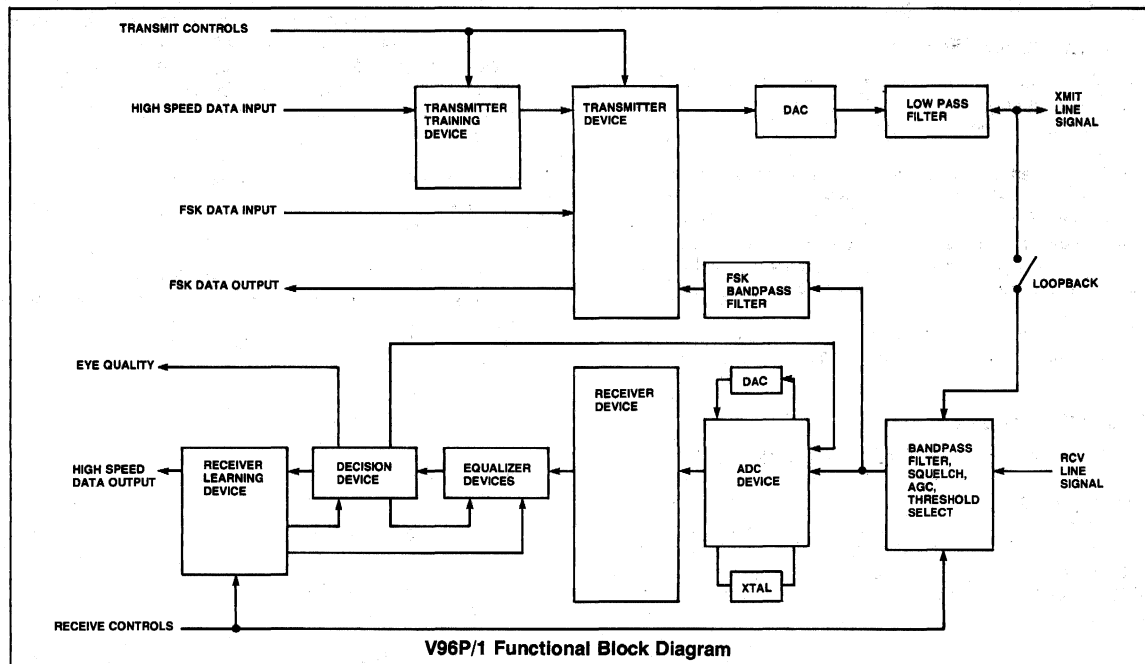 TRANSMIT CONTROLS
HIGH SPEED DATA INPUT
TRANSMITTER
TRAINING
DEVICE
TRANSMITTER
DEVICE
DAC
LOW PASS
FILTER
XMIT
LINE
SIGNAL
FSK DATA INPUT
FSK DATA OUTPUT
FSK
BANDPASS
FILTER
LOOPBACK
EYE QUALITY
HIGH SPEED
DATA OUTPUT
RECEIVER
LEARNING
DEVICE
DECISION
DEVICE
EQUALIZER
DEVICES
RECEIVER
DEVICE
DAC
ADC
DEVICE
XTAL
BANDPASS
FILTER,
SQUELCH,
AGC,
THRESHOLD
SELECT
RCV
LINE
SIGNAL
RECEIVE CONTROLS
V96P/1 Functional Block Diagram